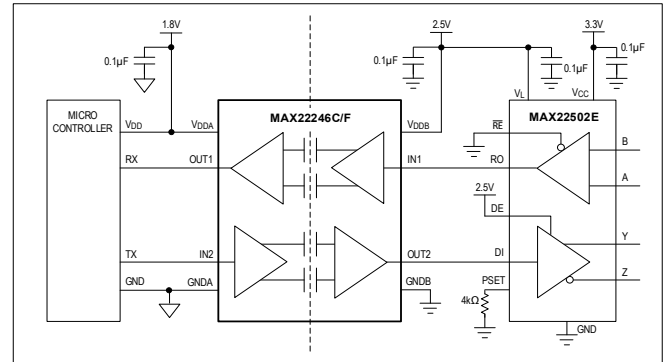 1.8V
2.5V
3.3V
0.1µF
0.1µF
0.1µF
0.1µF
VL
VCC
MICRO
CONTROLLER
MAX22246C/F
MAX22502E
VDD
VDDA
VDDB
RE
B
RX
OUT1
IN1
RO
A
2.5V
DE
Y
TX
IN2
OUT2
DI
Z
GND
GNDA
GNDB
PSET
4kΩ
GND